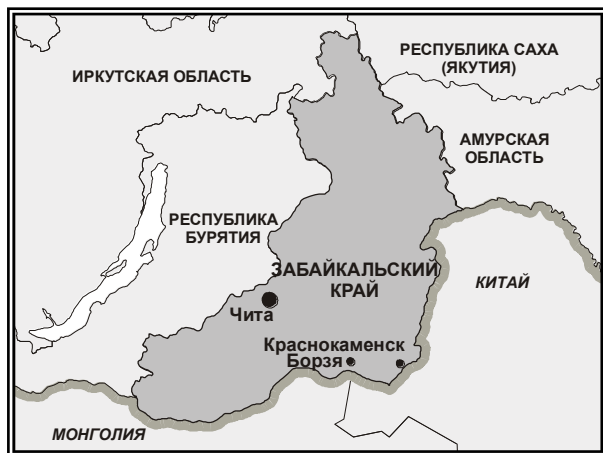 РЕСПУБЛИКА САХА
(ЯКУТИЯ)
ИРКУТСКАЯ ОБЛАСТЬ
АМУРСКАЯ
ОБЛАСТЬ
РЕСПУБЛИКА
БУРЯТИЯ
ЗАБАЙКАЛЬСКИЙ
КРАЙ
КИТАЙ
Чита
Краснокаменск
Борзя
МОНГОЛИЯ